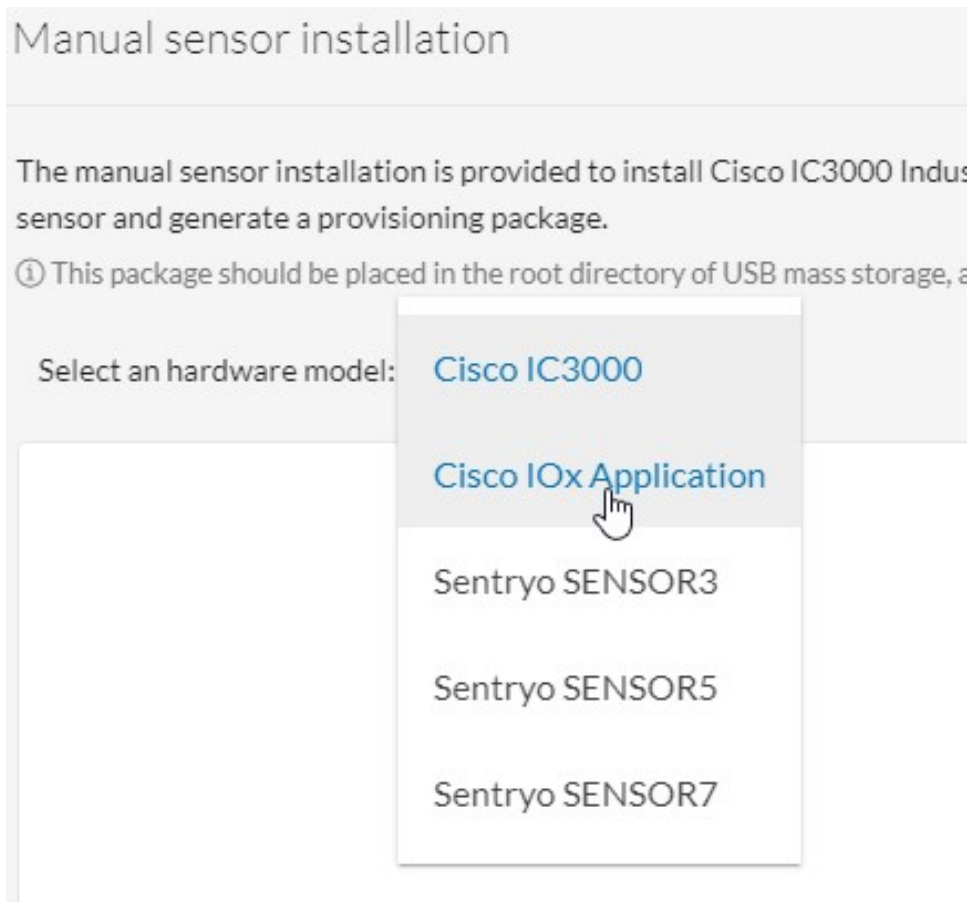 Manual sensor installation
The manual sensor installation is provided to install Cisco IC3000 Indus
sensor and generate a provisioning package.
ⓘ This package should be placed in the root directory of USB mass storage, a
Select an hardware model:
Cisco IC3000
Cisco IOx Application
Sentryo SENSOR3
Sentryo SENSOR5
Sentryo SENSOR7